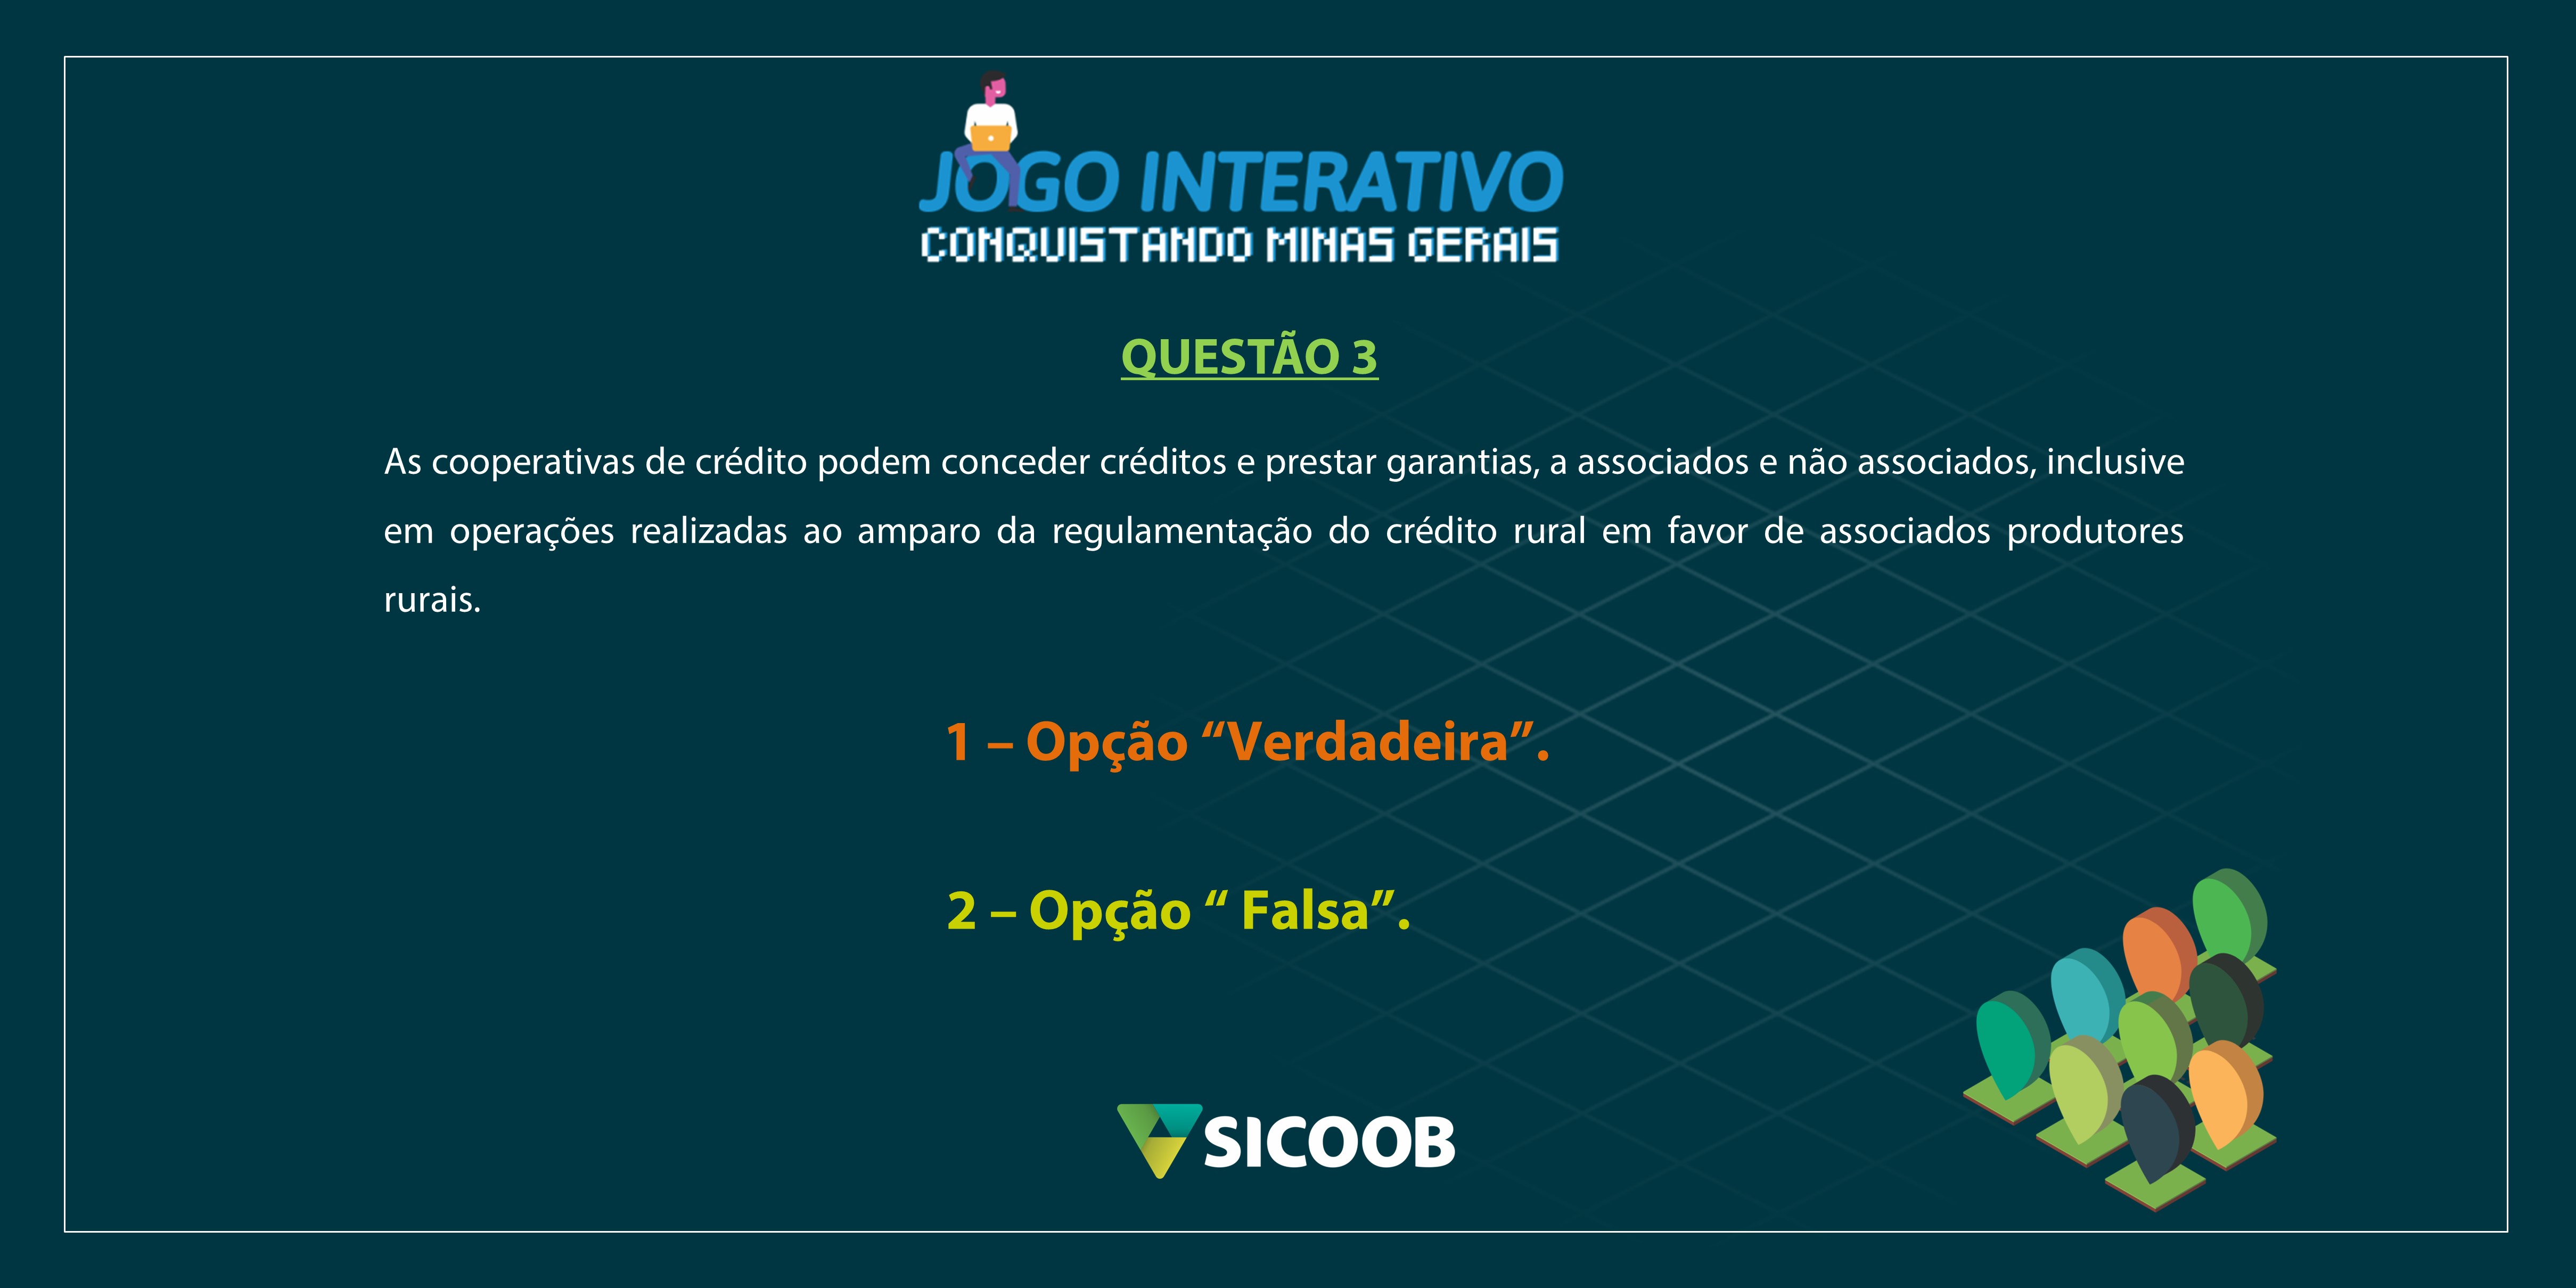 JOGO INTERATIVO
CONQUISTANDO MINAS GERAIS
QUESTÃO 3
As cooperativas de crédito podem conceder créditos e prestar garantias, a associados e não associados, inclusive
em operações realizadas ao amparo da regulamentação do crédito rural em favor de associados produtores
rurais.
1 – Opção “Verdadeira”.
2 – Opção “ Falsa”.
SICOOB